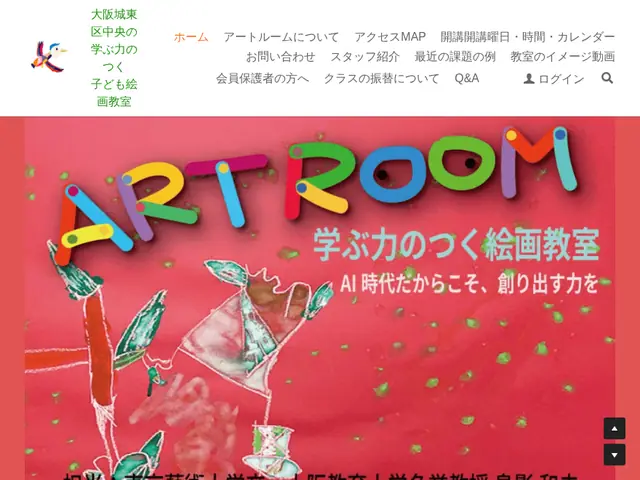 大阪城東
区中央の
学ぶ力の
つく
子ども絵
画教室
ホーム アートルームについて アクセスMAP 開講開講曜日・時間・カレンダー
お問い合わせ スタッフ紹介 最近の課題の例 教室のイメージ動画
会員保護者の方へ クラスの振替について Q&A ログイン
ARTROOM
学ぶ力のつく絵画教室
AI 時代だからこそ、創り出す力を